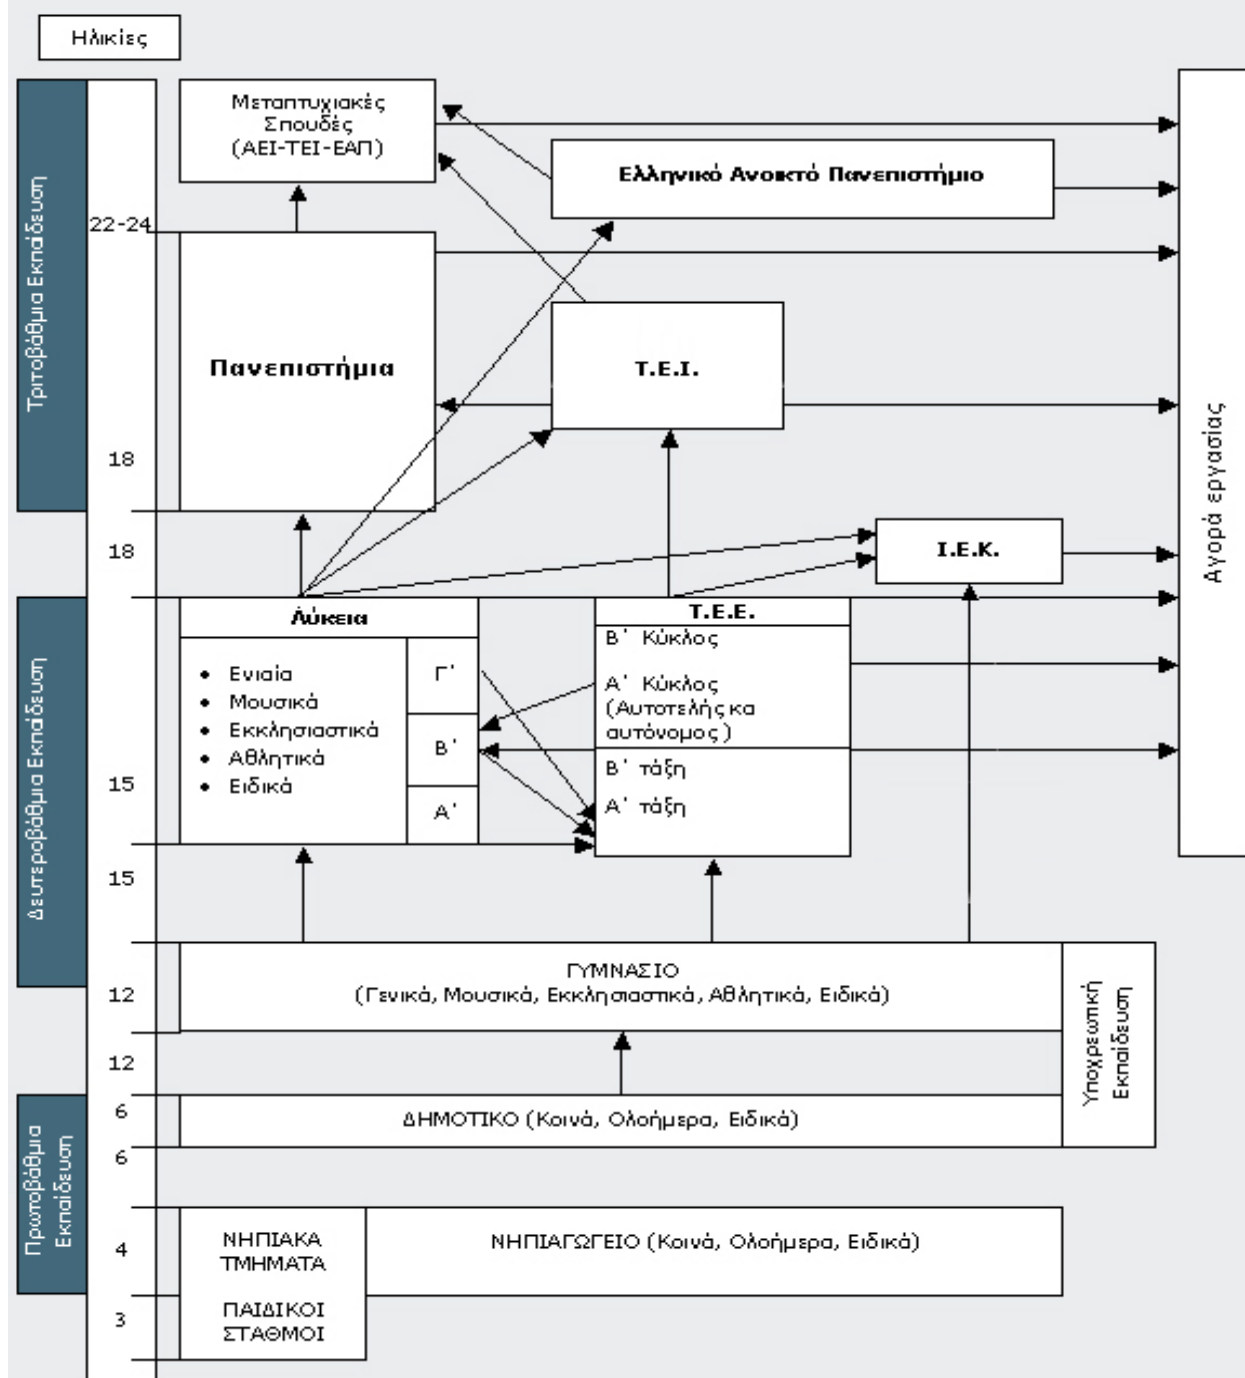 Ηλικίες
Τριτοβάθμια Εκπάδευση
Μεταπτυχιακές
Σπουδές
(ΑΕΙ-ΤΕΙ-ΕΑΠ)
Ελληνικό Ανοικτό Πανεπιστήμιο
22-24
Πανεπιστήμια
Τ.Ε.Ι.
18
18
Ι.Ε.Κ.
Αγορά εργασίας
Δευτεροβάθμια Εκπάδευση
Λύκεια
• Ενιαία
• Μουσικά
• Εκκλησιαστικά
• Αθλητικά
• Ειδικά
Γ'
Β'
Α'
Τ.Ε.Ε.
Β' Κύκλος
Α' Κύκλος
(Αυτοτελής κα
αυτόνομος)
Β' τάξη
Α' τάξη
15
15
ΓΥΜΝΑΣΙΟ
(Γενικά, Μουσικά, Εκκλησιαστικά, Αθλητικά, Ειδικά)
12
12
Υποχρεωτική
Εκπαίδευση
Πρωτοβάθμια
Εκπαίδευση
6
ΔΗΜΟΤΙΚΟ (Κοινά, Ολοήμερα, Ειδικά)
6
4
ΝΗΠΙΑΚΑ
ΤΜΗΜΑΤΑ
ΝΗΠΙΑΓΩΓΕΙΟ (Κοινά, Ολοήμερα, Ειδικά)
3
ΠΑΙΔΙΚΟΙ
ΣΤΑΘΜΟΙ